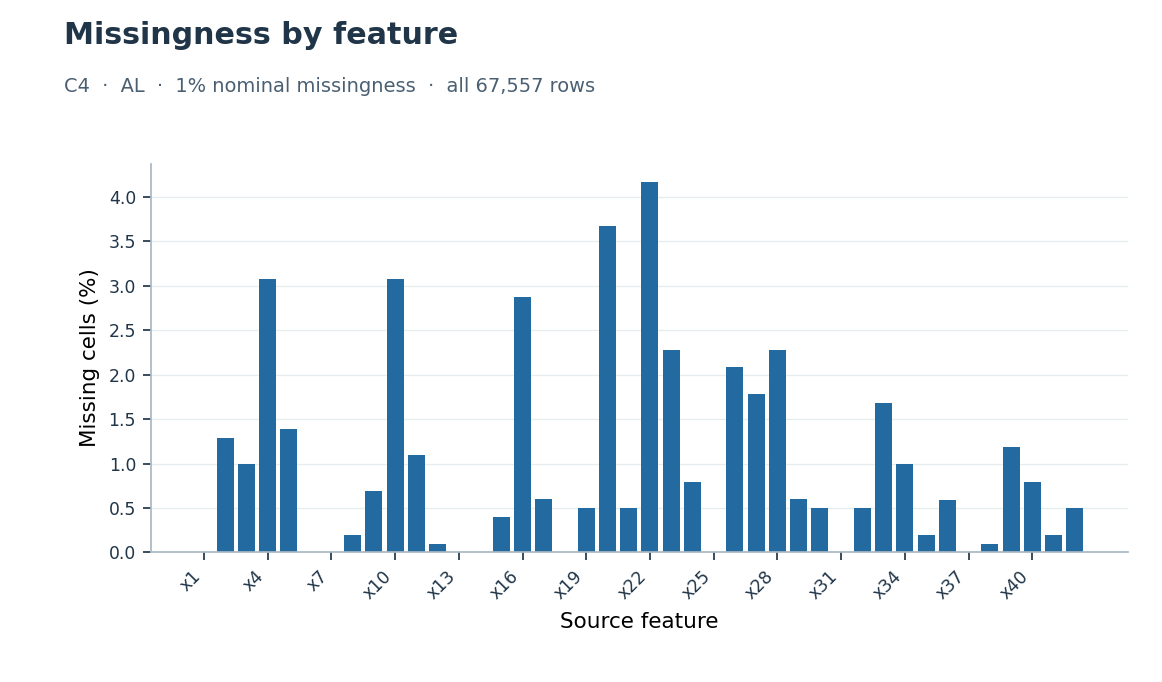 Missingness by feature
C4 · AL · 1% nominal missingness · all 67,557 rows
Missing cells (%)
4.0
3.5
3.0
2.5
2.0
1.5
1.0
0.5
0.0
x1 x4 x7 x10 x13 x16 x19 x22 x25 x28 x31 x34 x37 x40
Source feature